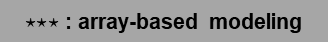 *** : array-based modeling